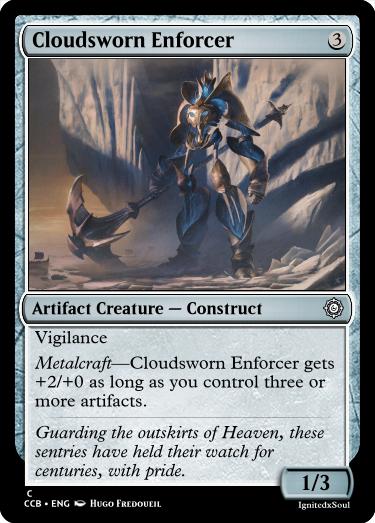 Cloudsworn Enforcer 3
Artifact Creature — Construct
Vigilance
Metalcraft—Cloudsworn Enforcer gets
+2/+0 as long as you control three or
more artifacts.
Guarding the outskirts of Heaven, these
sentries have held their watch for
centuries, with pride.
1/3
C
CCB • ENG Hugo Fredoueil
IgnitedxSoul